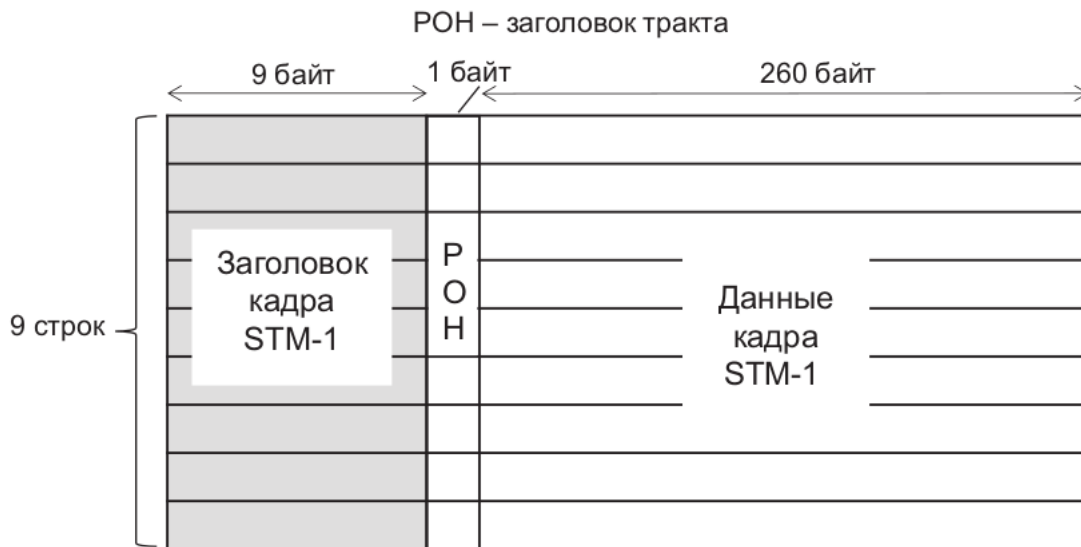 РОН – заголовок тракта
9 байт
1 байт
260 байт
9 строк
Заголовок
кадра
STM-1
Р
О
Н
Данные
кадра
STM-1